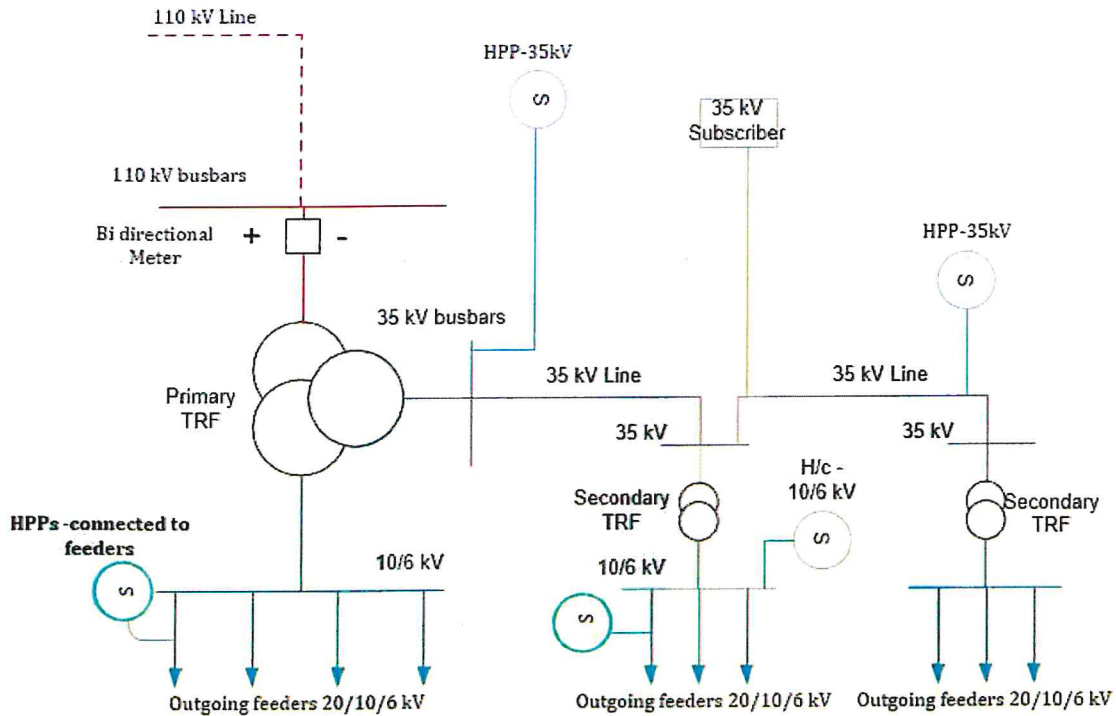 110 kV Line
HPP-35kV
S
35 kV
Subscriber
110 kV busbars
Bi directional
Meter
+
-
HPP-35kV
S
35 kV busbars
35 kV Line
35 kV Line
Primary
TRF
35 kV
35 kV
H/c -
10/6 kV
S
Secondary
TRF
Secondary
TRF
HPPs -connected to
feeders
S
10/6 kV
10/6 kV
S
Outgoing feeders 20/10/6 kV
Outgoing feeders 20/10/6 kV
Outgoing feeders 20/10/6 kV